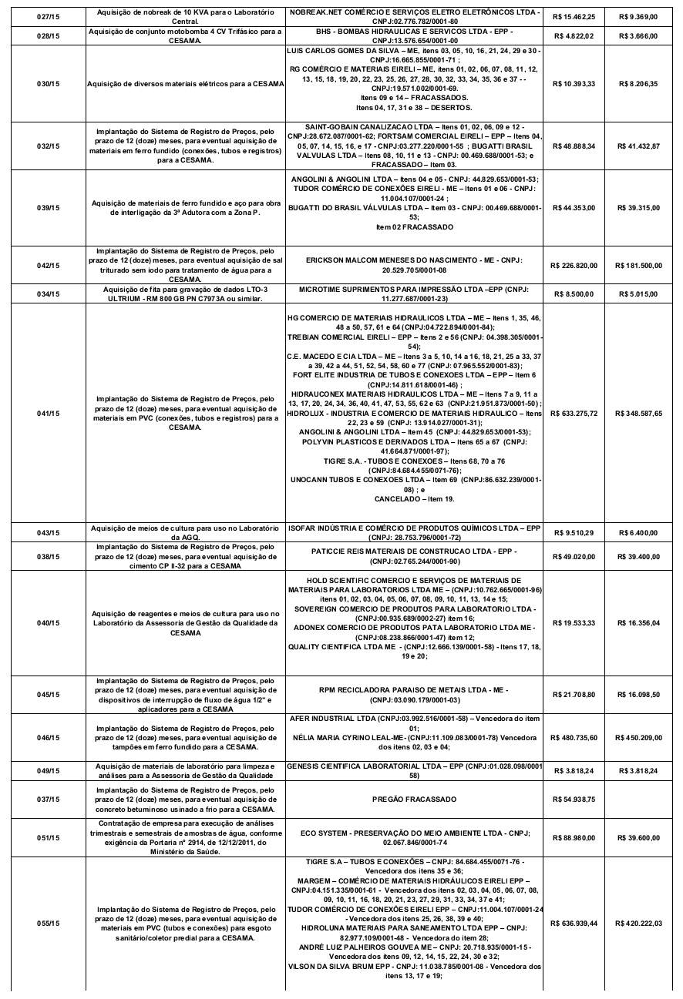 027/15
Aquisição de nobreak de 10 KVA para o Laboratório
Central.
NOBREAK.NET COMÉRCIO E SERVIÇOS ELETRO ELETRÔNICOS LTDA -
CNPJ:02.776.782/0001-80
R$ 15.462,25
R$ 9.369,00
028/15
Aquisição de conjunto motobomba 4 CV Trifásico para a
CESAMA.
BHS - BOMBAS HIDRAULICAS E SERVICOS LTDA - EPP -
CNPJ:13.576.654/0001-00
R$ 4.822,02
R$ 3.666,00
030/15
Aquisição de diversos materiais elétricos para a CESAMA
LUIS CARLOS GOMES DA SILVA – ME, itens 03, 05, 10, 16, 21, 24, 29 e 30 -
CNPJ:16.665.855/0001-71 ;
RG COMÉRCIO E MATERIAIS EIRELI – ME, itens 01, 02, 06, 07, 08, 11, 12,
13, 15, 18, 19, 20, 22, 23, 25, 26, 27, 28, 30, 32, 33, 34, 35, 36 e 37 - -
CNPJ:19.571.002/0001-69.
Itens 09 e 14 – FRACASSADOS.
Itens 04, 17, 31 e 38 – DESERTOS.
R$ 10.393,33
R$ 8.206,35
032/15
Implantação do Sistema de Registro de Preços, pelo
prazo de 12 (doze) meses, para eventual aquisição de
materiais em ferro fundido (conexões, tubos e registros)
para a CESAMA.
SAINT-GOBAIN CANALIZACAO LTDA – Itens 01, 02, 06, 09 e 12 -
CNPJ:28.672.087/0001-62; FORTSAM COMERCIAL EIRELI – EPP – Itens 04,
05, 07, 14, 15, 16, e 17 - CNPJ:03.277.220/0001-55 ; BUGATTI BRASIL
VALVULAS LTDA – Itens 08, 10, 11 e 13 - CNPJ: 00.469.688/0001-53; e
FRACASSADO – Item 03.
R$ 48.888,34
R$ 41.432,87
039/15
Aquisição de materiais de ferro fundido e aço para obra
de interligação da 3ª Adutora com a Zona P.
ANGOLINI & ANGOLINI LTDA – Itens 04 e 05 - CNPJ: 44.829.653/0001-53;
TUDOR COMÉRCIO DE CONEXÕES EIRELI - ME – Itens 01 e 06 - CNPJ:
11.004.107/0001-24 ;
BUGATTI DO BRASIL VÁLVULAS LTDA – Item 03 - CNPJ: 00.469.688/0001-
53;
Item 02 FRACASSADO
R$ 44.353,00
R$ 39.315,00
042/15
Implantação do Sistema de Registro de Preços, pelo
prazo de 12 (doze) meses, para eventual aquisição de sal
triturado sem iodo para tratamento de água para a
CESAMA.
ERICKSON MALCOM MENESES DO NASCIMENTO - ME - CNPJ:
20.529.705/0001-08
R$ 226.820,00
R$ 181.500,00
034/15
Aquisição de fita para gravação de dados LTO-3
ULTRIUM - RM 800 GB PN C7973A ou similar.
MICROTIME SUPRIMENTOS PARA IMPRESSÃO LTDA –EPP (CNPJ:
11.277.687/0001-23)
R$ 8.500,00
R$ 5.015,00
041/15
Implantação do Sistema de Registro de Preços, pelo
prazo de 12 (doze) meses, para eventual aquisição de
materiais em PVC (conexões, tubos e registros) para a
CESAMA.
HG COMERCIO DE MATERIAIS HIDRAULICOS LTDA – ME – Itens 1, 35, 46,
48 a 50, 57, 61 e 64 (CNPJ:04.722.894/0001-84);
TREBIAN COMERCIAL EIRELI – EPP – Itens 2 e 56 (CNPJ: 04.398.305/0001-
54);
C.E. MACEDO E CIA LTDA – ME – Itens 3 a 5, 10, 14 a 16, 18, 21, 25 a 33, 37
a 39, 42 a 44, 51, 52, 54, 58, 60 e 77 (CNPJ: 07.965.552/0001-83);
FORT ELITE INDUSTRIA DE TUBOS E CONEXOES LTDA – EPP – Item 6
(CNPJ:14.811.618/0001-46) ;
HIDRAUCONEX MATERIAIS HIDRAULICOS LTDA – ME – Itens 7 a 9, 11 a
13, 17, 20, 24, 34, 36, 40, 41, 47, 53, 55, 62 e 63 (CNPJ:21.951.873/0001-50) ;
HIDROLUX - INDUSTRIA E COMERCIO DE MATERIAIS HIDRAULICO – Itens
22, 23 e 59 (CNPJ: 13.914.027/0001-31);
ANGOLINI & ANGOLINI LTDA – Item 45 (CNPJ: 44.829.653/0001-53);
POLYVIN PLASTICOS E DERIVADOS LTDA – Itens 65 a 67 (CNPJ:
41.664.871/0001-97);
TIGRE S.A. - TUBOS E CONEXOES – Itens 68, 70 a 76
(CNPJ:84.684.455/0071-76);
UNOCANN TUBOS E CONEXOES LTDA – Item 69 (CNPJ:86.632.239/0001-
08) ; e
CANCELADO – Item 19.
R$ 633.275,72
R$ 348.587,65
043/15
Aquisição de meios de cultura para uso no Laboratório
da AGQ.
ISOFAR INDÚSTRIA E COMÉRCIO DE PRODUTOS QUÍMICOS LTDA – EPP
(CNPJ: 28.753.796/0001-72)
R$ 9.510,29
R$ 6.400,00
038/15
Implantação do Sistema de Registro de Preços, pelo
prazo de 12 (doze) meses, para eventual aquisição de
cimento CP II-32 para a CESAMA
PATICCIE REIS MATERIAIS DE CONSTRUCAO LTDA - EPP -
(CNPJ:02.765.244/0001-90)
R$ 49.020,00
R$ 39.400,00
040/15
Aquisição de reagentes e meios de cultura para uso no
Laboratório da Assessoria de Gestão da Qualidade da
CESAMA
HOLD SCIENTIFIC COMERCIO E SERVIÇOS DE MATERIAIS DE
MATERIAIS PARA LABORATORIOS LTDA ME – (CNPJ:10.762.665/0001-96)
itens 01, 02, 03, 04, 05, 06, 07, 08, 09, 10, 11, 13, 14 e 15;
SOVEREIGN COMERCIO DE PRODUTOS PARA LABORATORIO LTDA -
(CNPJ:00.935.689/0002-27) item 16;
ADONEX COMERCIO DE PRODUTOS PATA LABORATORIO LTDA ME -
(CNPJ:08.238.866/0001-47) item 12;
QUALITY CIENTIFICA LTDA ME - (CNPJ:12.666.139/0001-58) - Itens 17, 18,
19 e 20;
R$ 19.533,33
R$ 16.356,04
045/15
Implantação do Sistema de Registro de Preços, pelo
prazo de 12 (doze) meses, para eventual aquisição de
dispositivos de interrupção de fluxo de água 1/2" e
aplicadores para a CESAMA
RPM RECICLADORA PARAISO DE METAIS LTDA - ME -
(CNPJ:03.090.179/0001-03)
R$ 21.708,80
R$ 16.098,50
046/15
Implantação do Sistema de Registro de Preços, pelo
prazo de 12 (doze) meses, para eventual aquisição de
tampões em ferro fundido para a CESAMA.
AFER INDUSTRIAL LTDA (CNPJ:03.992.516/0001-58) – Vencedora do item
01;
NÉLIA MARIA CYRINO LEAL-ME- (CNPJ:11.109.083/0001-78) Vencedora
dos itens 02, 03 e 04;
R$ 480.735,60
R$ 450.209,00
049/15
Aquisição de materiais de laboratório para limpeza e
análises para a Assessoria de Gestão da Qualidade
GENESIS CIENTIFICA LABORATORIAL LTDA – EPP (CNPJ:01.028.098/0001
58)
R$ 3.818,24
R$ 3.818,24
037/15
Implantação do Sistema de Registro de Preços, pelo
prazo de 12 (doze) meses, para eventual aquisição de
concreto betuminoso usinado a frio para a CESAMA.
PREGÃO FRACASSADO
R$ 54.938,75
051/15
Contratação de empresa para execução de análises
trimestrais e semestrais de amostras de água, conforme
exigência da Portaria n° 2914, de 12/12/2011, do
Ministério da Saúde.
ECO SYSTEM - PRESERVAÇÃO DO MEIO AMBIENTE LTDA - CNPJ;
02.067.846/0001-74
R$ 88.980,00
R$ 39.600,00
055/15
Implantação do Sistema de Registro de Preços, pelo
prazo de 12 (doze) meses, para eventual aquisição de
materiais em PVC (tubos e conexões) para esgoto
sanitário/coletor predial para a CESAMA.
TIGRE S.A – TUBOS E CONEXÕES – CNPJ: 84.684.455/0071-76 -
Vencedora dos itens 35 e 36;
MARGEM – COMÉRCIO DE MATERIAIS HIDRÁULICOS EIRELI EPP –
CNPJ:04.151.335/0001-61 - Vencedora dos itens 02, 03, 04, 05, 06, 07, 08,
09, 10, 11, 16, 18, 20, 21, 23, 27, 29, 31, 33, 34, 37 e 41;
TUDOR COMÉRCIO DE CONEXÕES EIRELI EPP – CNPJ:11.004.107/0001-24
- Vencedora dos itens 25, 26, 38, 39 e 40;
HIDROLUNA MATERIAIS PARA SANEAMENTO LTDA EPP – CNPJ:
82.977.109/0001-48 - Vencedora do item 28;
ANDRÉ LUIZ PALHEIROS GOUVEA ME – CNPJ: 20.718.935/0001-15 -
Vencedora dos itens 09, 12, 14, 15, 22, 24, 30 e 32;
VILSON DA SILVA BRUM EPP - CNPJ: 11.038.785/0001-08 - Vencedora dos
itens 13, 17 e 19;
R$ 636.939,44
R$ 420.222,03